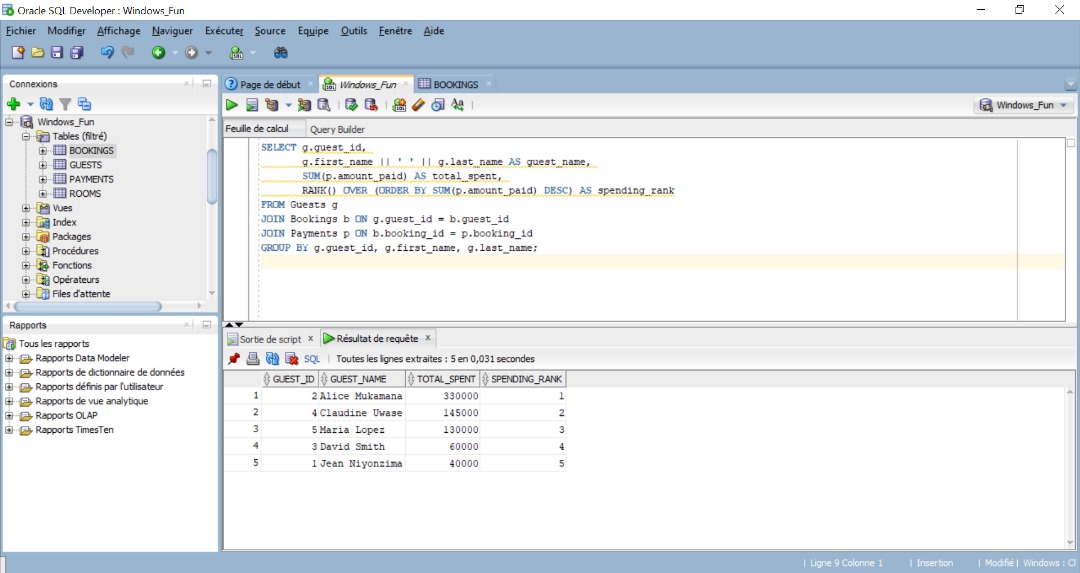 Oracle SQL Developer : Windows_Fun
Fichier Modifier Affichage Naviguer Exécuter Source Equipe Outils Fenêtre Aide
Connexions
Windows_Fun
Tables (filtré)
BOOKINGS
GUESTS
PAYMENTS
ROOMS
Vues
Index
Packages
Procédures
Fonctions
Opérateurs
Files d'attente
Rapports
Tous les rapports
Rapports Data Modeler
Rapports de dictionnaire de données
Rapports définis par l'utilisateur
Rapports de vue analytique
Rapports OLAP
Rapports TimesTen
Page de début Windows_Fun BOOKINGS
Windows_Fun
Feuille de calcul Query Builder
SELECT g.guest_id,
g.first_name || ' ' || g.last_name AS guest_name,
SUM(p.amount_paid) AS total_spent,
RANK() OVER (ORDER BY SUM(p.amount_paid) DESC) AS spending_rank
FROM Guests g
JOIN Bookings b ON g.guest_id = b.guest_id
JOIN Payments p ON b.booking_id = p.booking_id
GROUP BY g.guest_id, g.first_name, g.last_name;
Sortie de script x Résultat de requête x
SQL | Toutes les lignes extraites : 5 en 0,031 secondes
GUEST_ID GUEST_NAME TOTAL_SPENT SPENDING_RANK
1 2 Alice Mukamana 330000 1
2 4 Claudine Uwase 145000 2
3 5 Maria Lopez 130000 3
4 3 David Smith 60000 4
5 1 Jean Niyonzima 40000 5
| Ligne 9 Colonne 1 | Insertion | Modifié | Windows : Cl